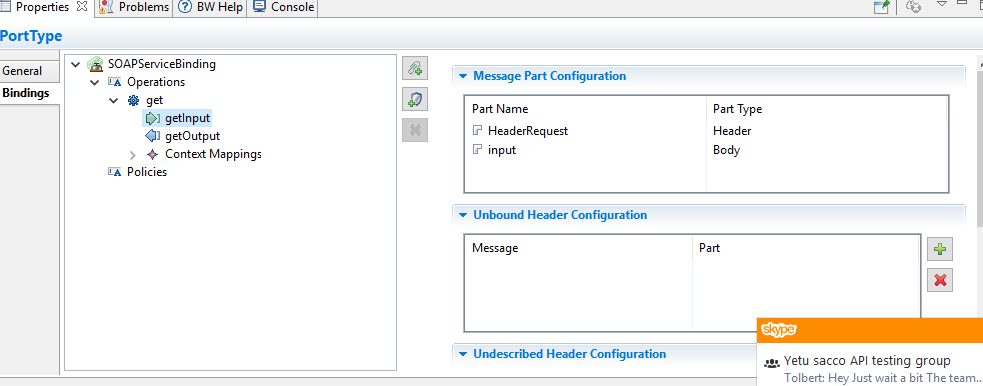 Properties Problems BW Help Console
PortType
General
Bindings
SOAPServiceBinding
Operations
get
getInput
getOutput
Context Mappings
Policies
Message Part Configuration
Part Name Part Type
HeaderRequest Header
input Body
Unbound Header Configuration
Message Part
Undescribed Header Configuration
skype
Yetu sacco API testing group
Tolbert: Hey Just wait a bit The team...